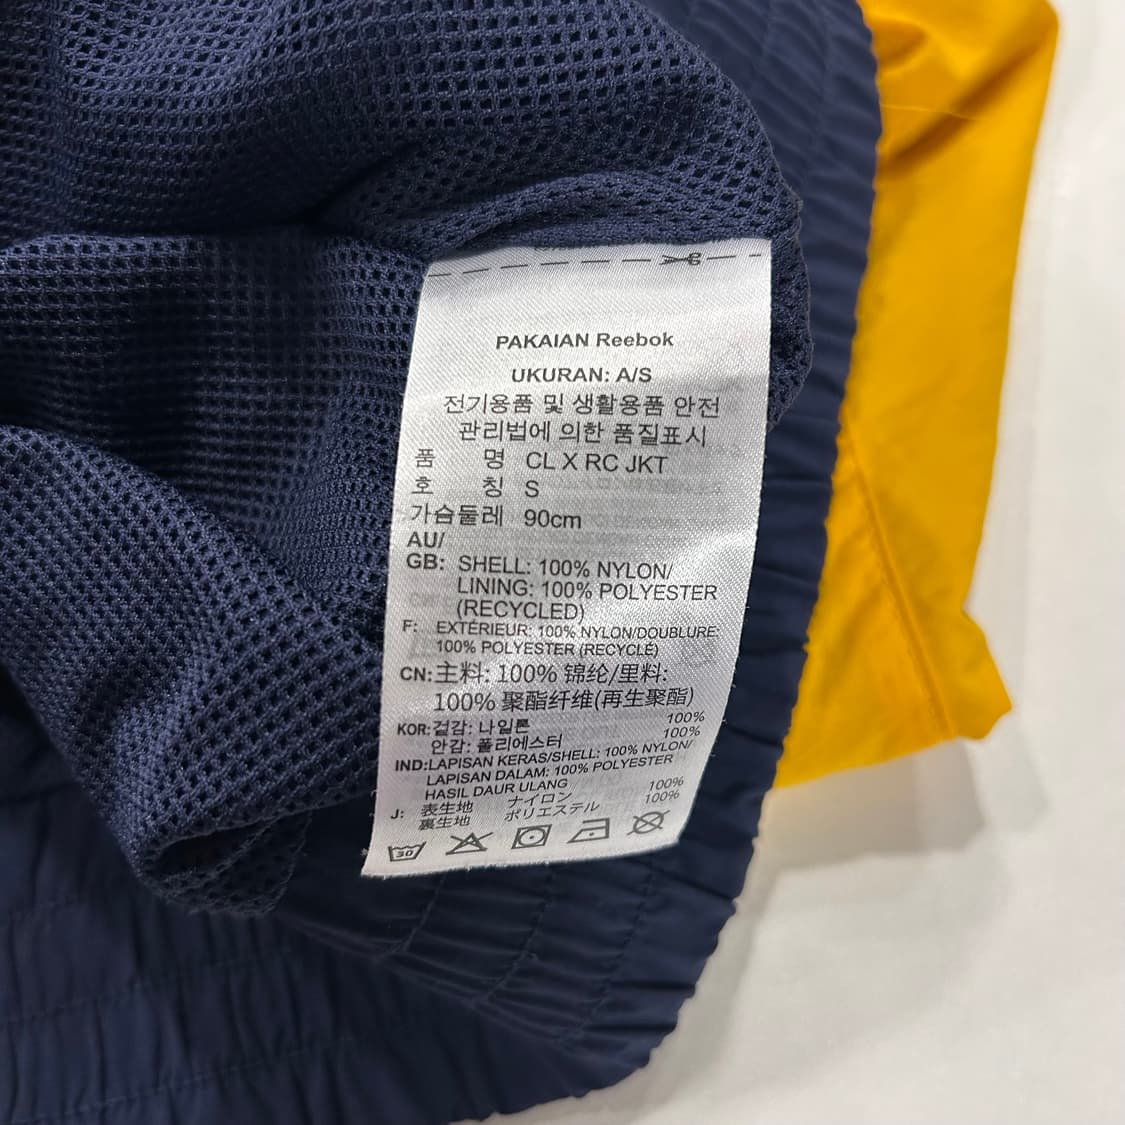 PAKAIAN Reebok
UKURAN: A/S
전기용품 및 생활용품 안전
관리법에 의한 품질표시
품 명 CL X RC JKT
호 칭 S
가슴둘레 90cm
AU/
GB: SHELL: 100% NYLON/
LINING: 100% POLYESTER
(RECYCLED)
F: EXTÉRIEUR: 100% NYLON/DOUBLURE:
100% POLYESTER (RECYCLÉ)
CN:主料: 100% 锦纶/里料:
100% 聚酯纤维(再生聚酯)
KOR:겉감: 나일론 100%
안감: 폴리에스터 100%
IND:LAPISAN KERAS/SHELL: 100% NYLON/
LAPISAN DALAM: 100% POLYESTER
HASIL DAUR ULANG
J: 表生地 ナイロン 100%
裏生地 ポリエステル 100%
30